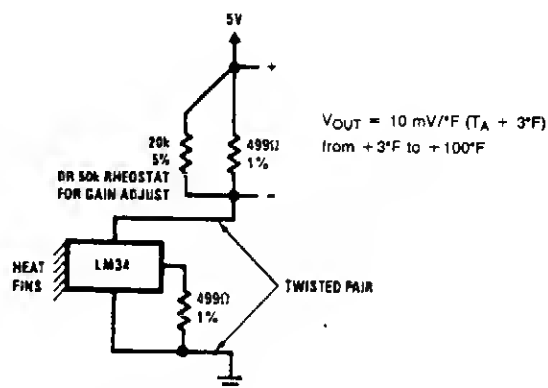 5V
+
20k
5%
499Ω
1%
OR 50k RHEOSTAT
FOR GAIN ADJUST
−
VOUT = 10 mV/°F (TA + 3°F)
from +3°F to +100°F
HEAT
FINS
LM34
499Ω
1%
TWISTED PAIR